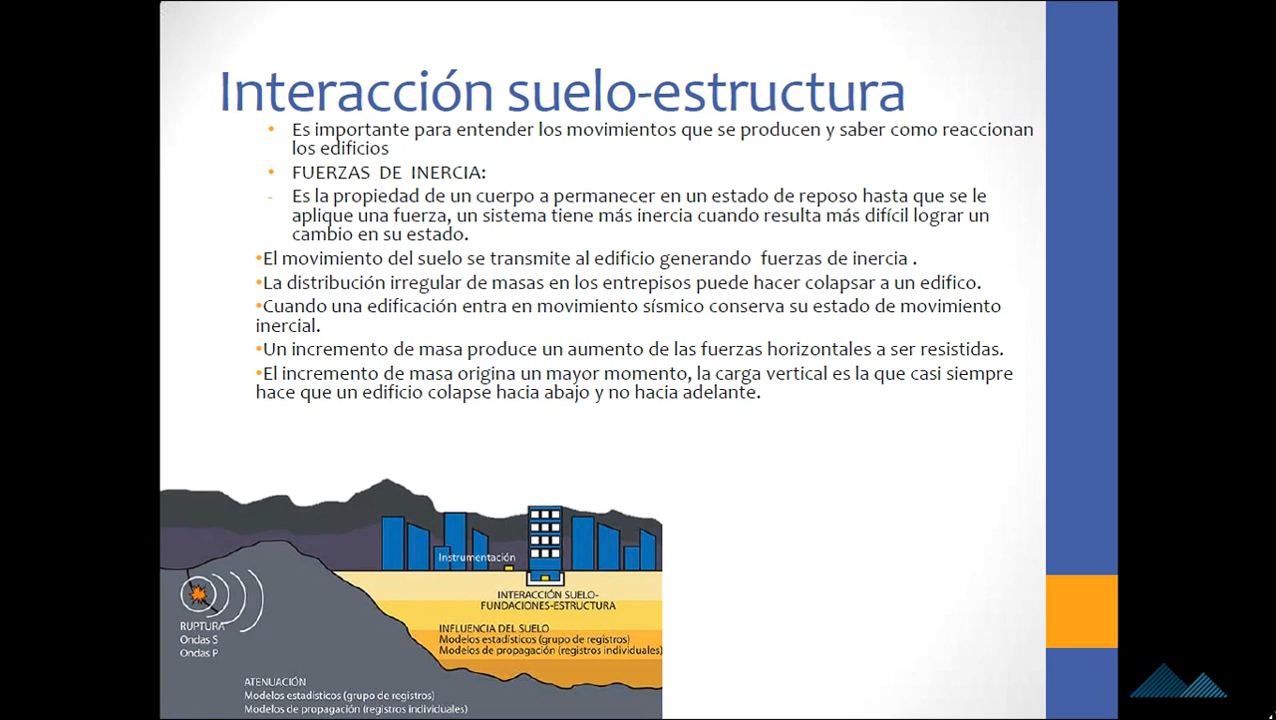 Interacción suelo-estructura
• Es importante para entender los movimientos que se producen y saber como reaccionan
los edificios
• FUERZAS DE INERCIA:
- Es la propiedad de un cuerpo a permanecer en un estado de reposo hasta que se le
aplique una fuerza, un sistema tiene más inercia cuando resulta más difícil lograr un
cambio en su estado.
•El movimiento del suelo se transmite al edificio generando fuerzas de inercia .
•La distribución irregular de masas en los entrepisos puede hacer colapsar a un edifico.
•Cuando una edificación entra en movimiento sísmico conserva su estado de movimiento
inercial.
•Un incremento de masa produce un aumento de las fuerzas horizontales a ser resistidas.
•El incremento de masa origina un mayor momento, la carga vertical es la que casi siempre
hace que un edificio colapse hacia abajo y no hacia adelante.
Instrumentación
INTERACCIÓN SUELO-
FUNDACIONES-ESTRUCTURA
RUPTURA
Ondas S
Ondas P
INFLUENCIA DEL SUELO
Modelos estadísticos (grupo de registros)
Modelos de propagación (registros individuales)
ATENUACIÓN
Modelos estadísticos (grupo de registros)
Modelos de propagación (registros individuales)